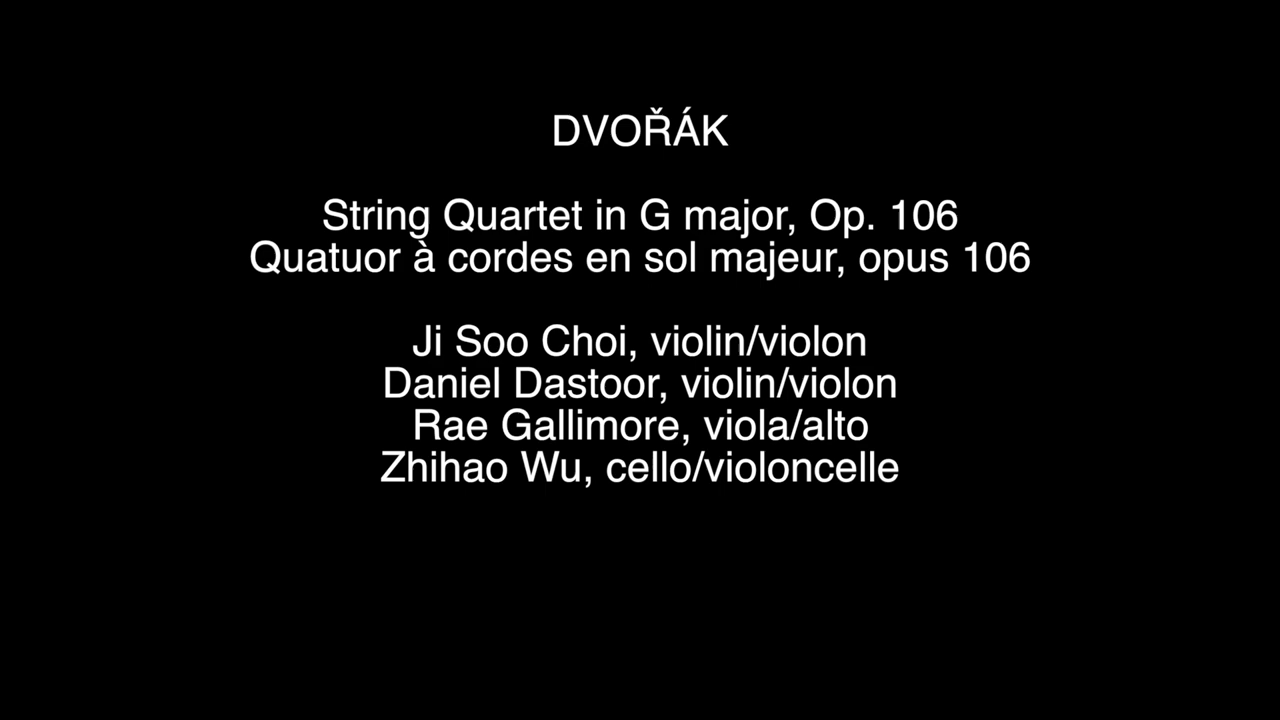 DVOŘÁK
String Quartet in G major, Op. 106
Quatuor à cordes en sol majeur, opus 106
Ji Soo Choi, violin/violon
Daniel Dastoor, violin/violon
Rae Gallimore, viola/alto
Zhihao Wu, cello/violoncelle